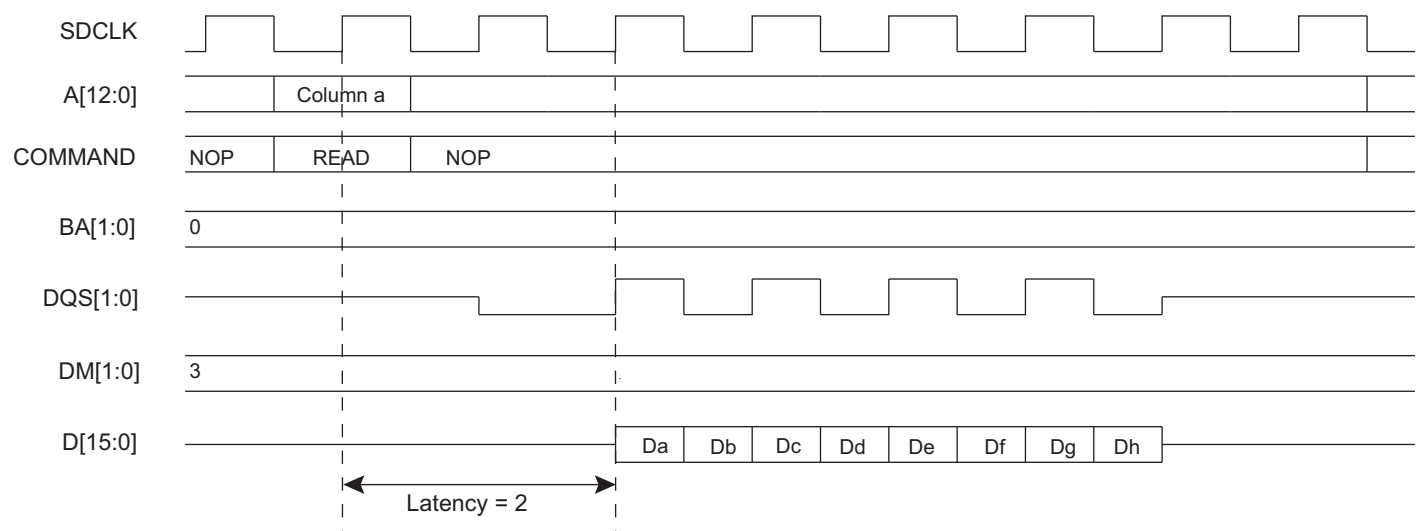 SDCLK
A[12:0] Column a
COMMAND NOP READ NOP
BA[1:0] 0
DQS[1:0]
DM[1:0] 3
D[15:0] Da Db Dc Dd De Df Dg Dh
Latency = 2